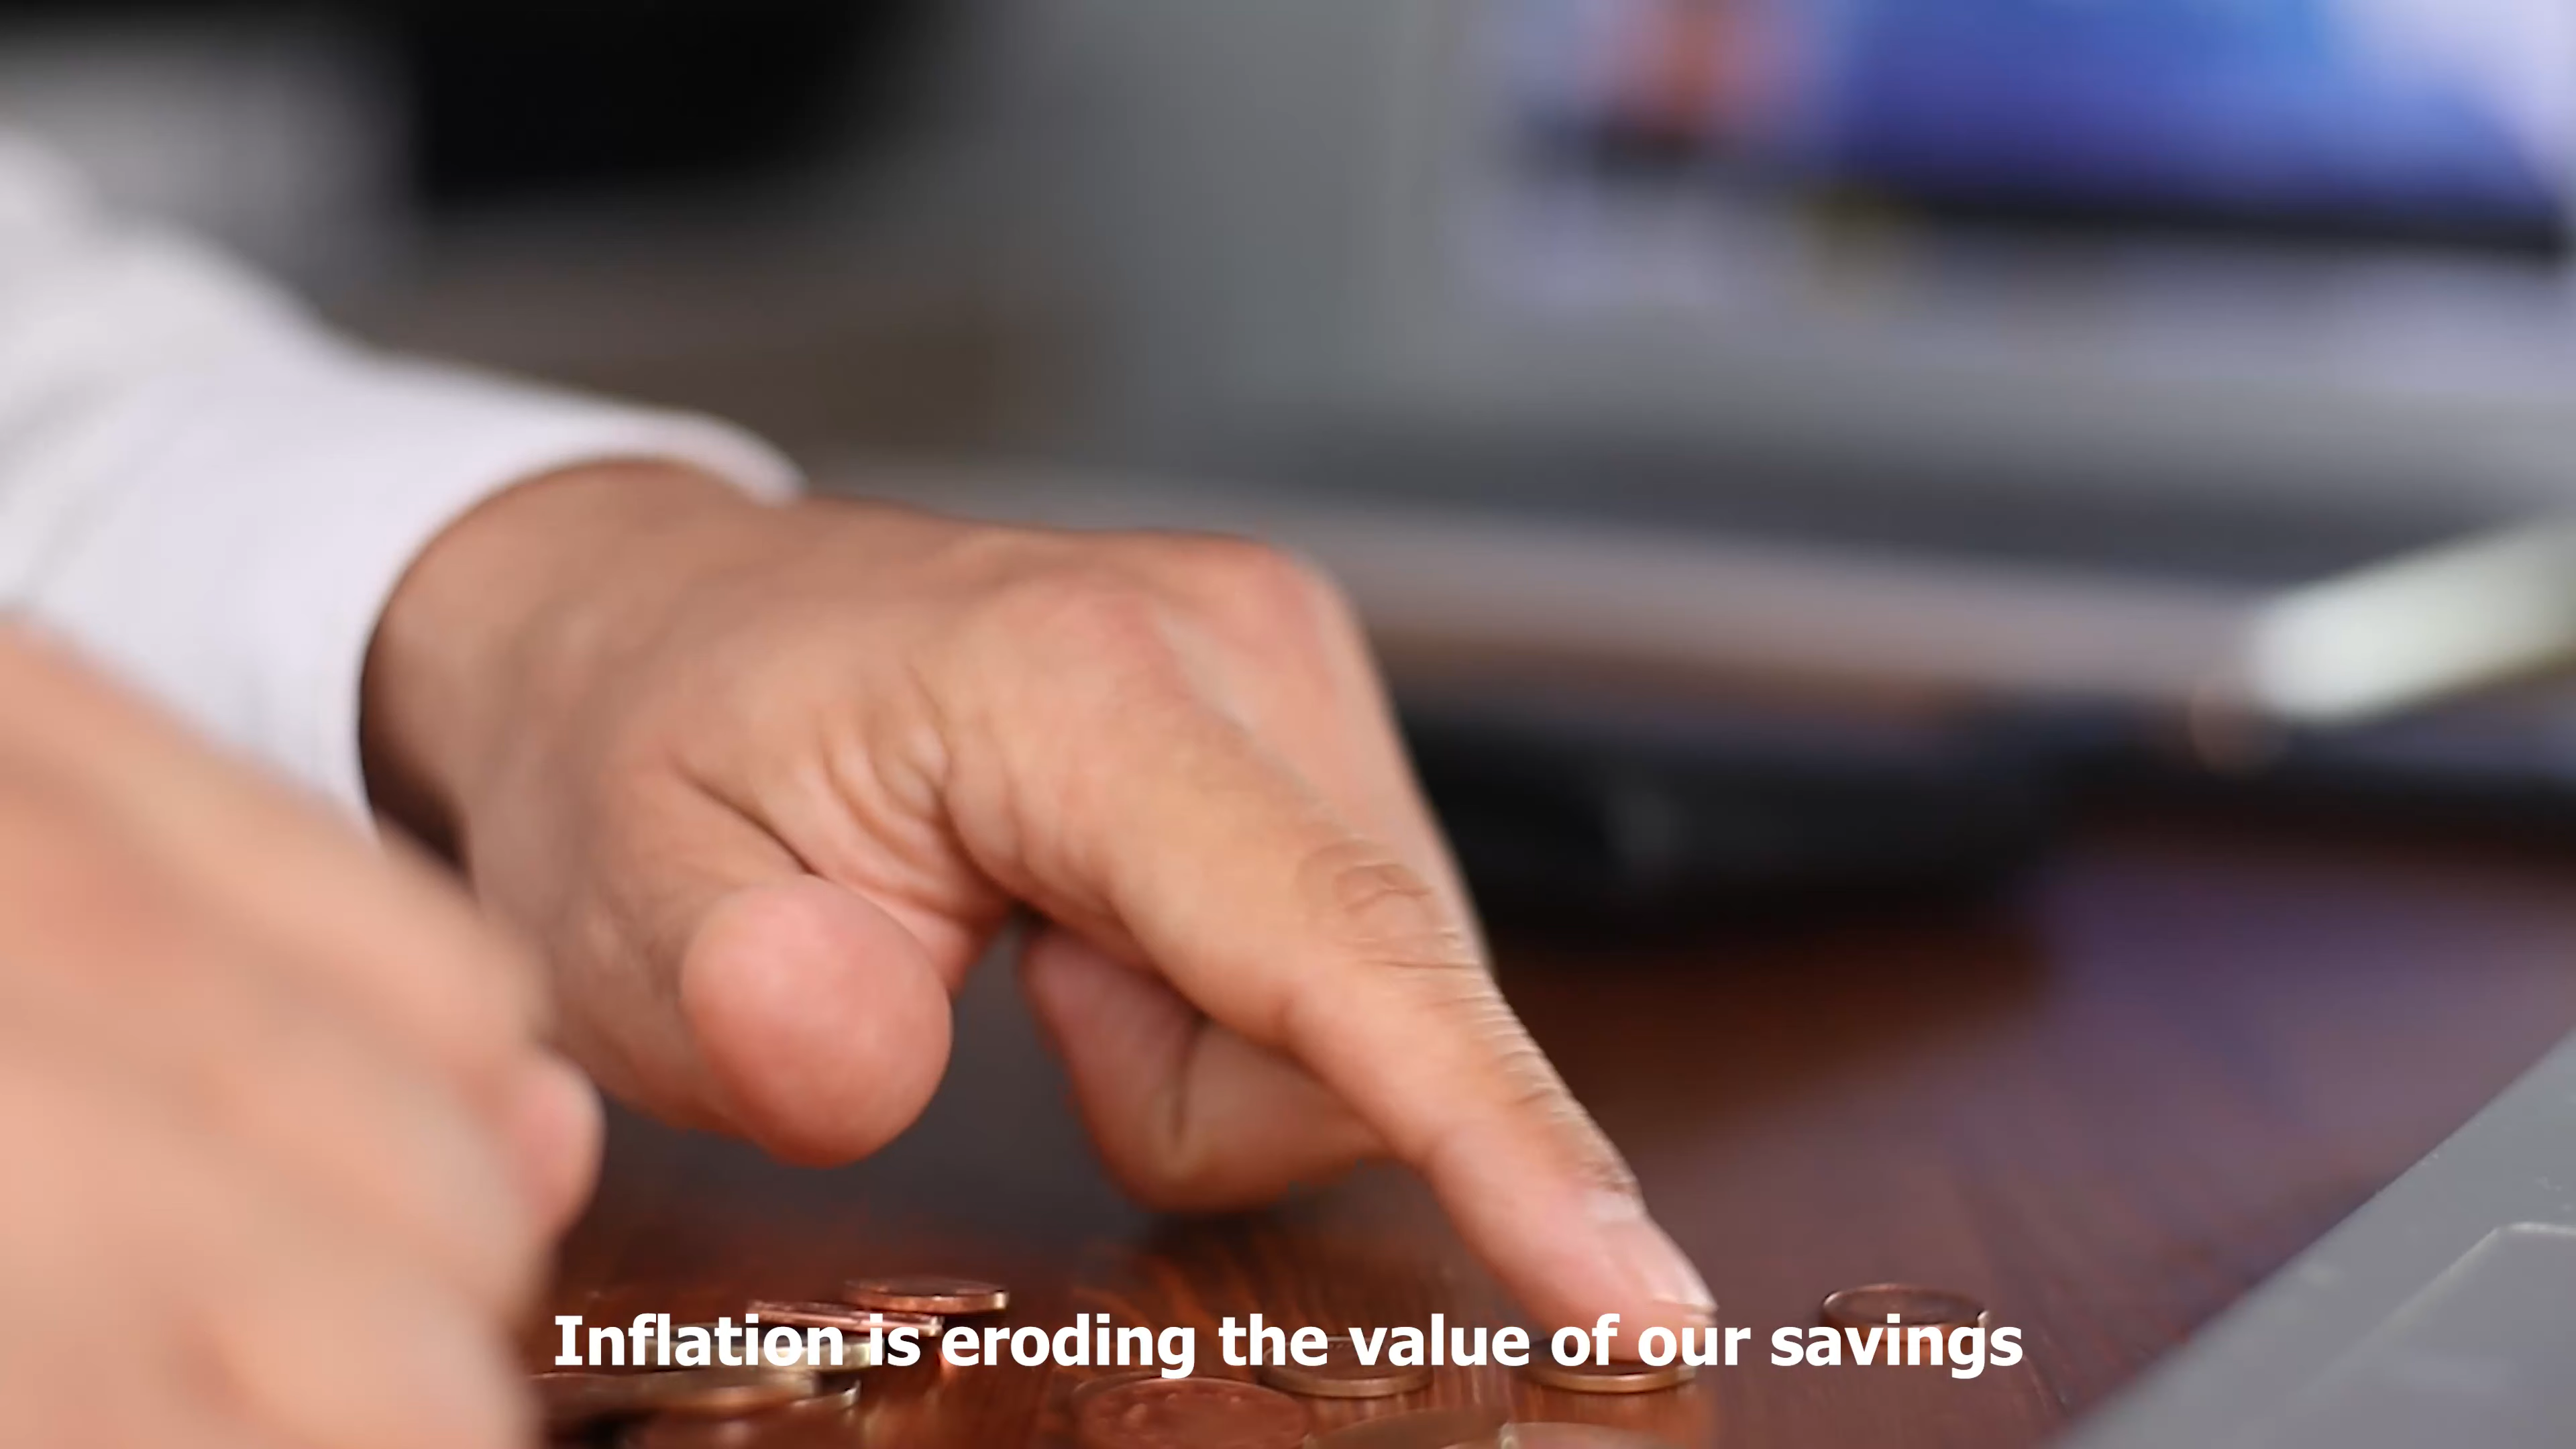 Inflation is eroding the value of our savings